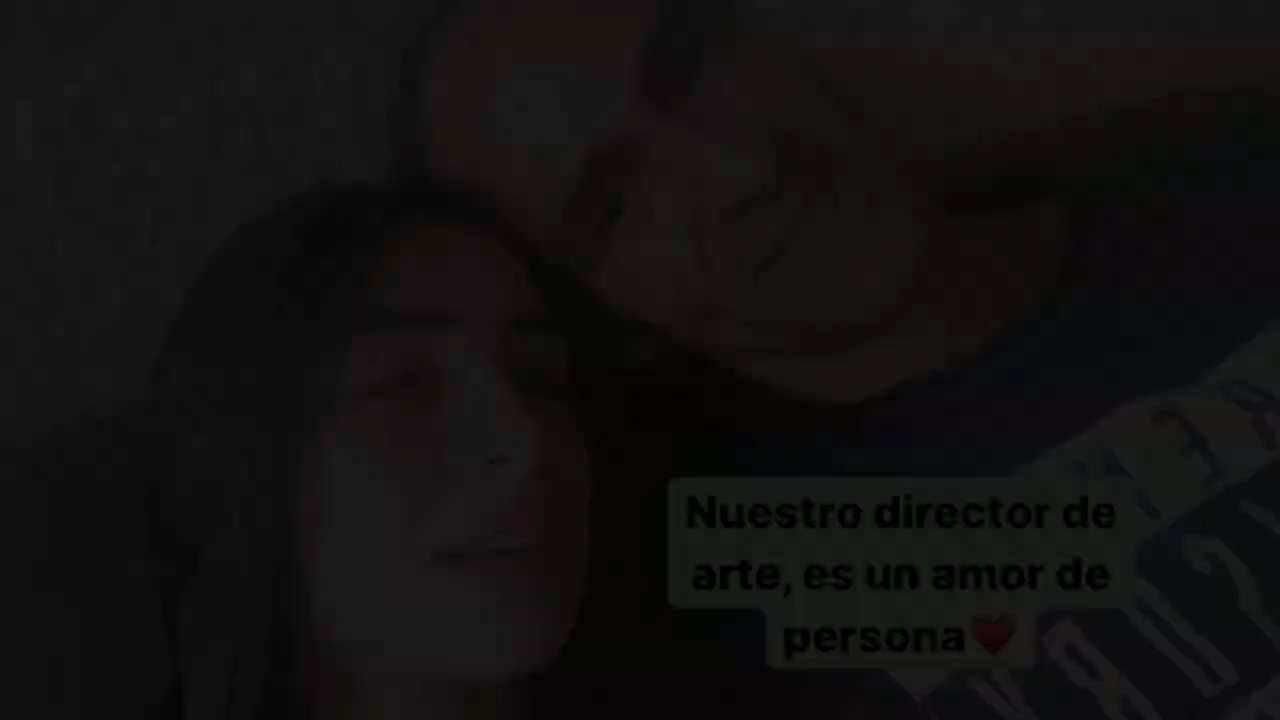 Nuestro director de
arte, es un amor de
persona❤️